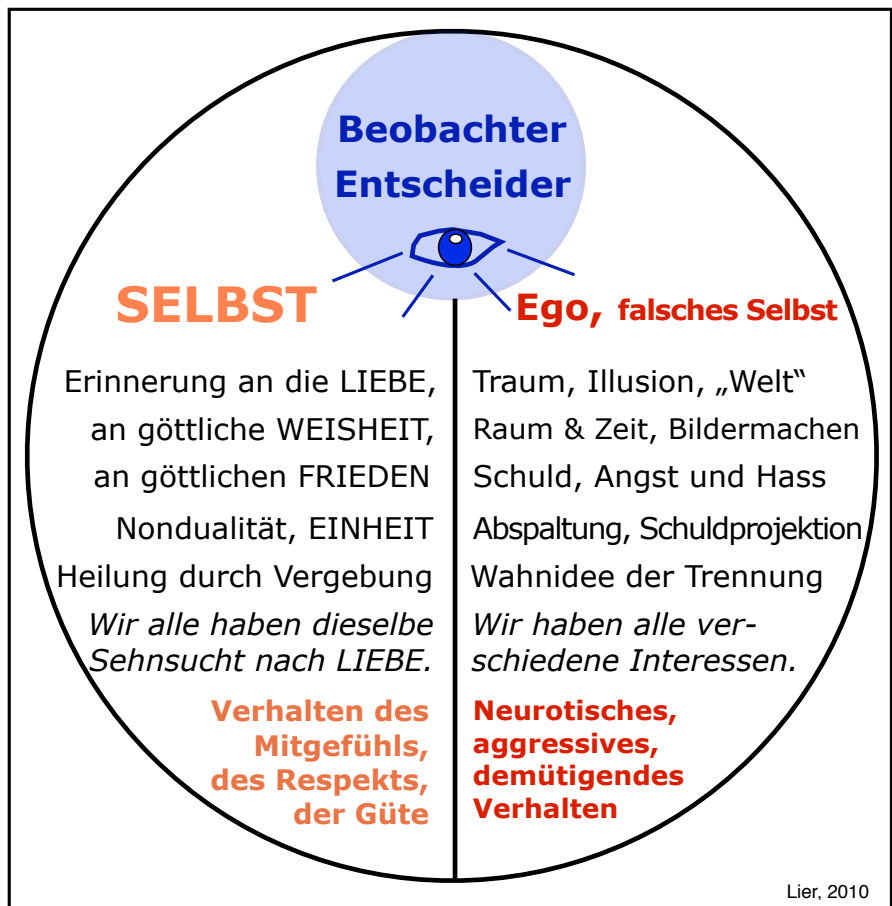 Beobachter
Entscheider
SELBST
Erinnerung an die LIEBE,
an göttliche WEISHEIT,
an göttlichen FRIEDEN
Nondualität, EINHEIT
Heilung durch Vergebung
Wir alle haben dieselbe
Sehnsucht nach LIEBE.
Verhalten des
Mitgefühls,
des Respekts,
der Güte
Ego, falsches Selbst
Traum, Illusion, „Welt“
Raum & Zeit, Bildermachen
Schuld, Angst und Hass
Abspaltung, Schuldprojektion
Wahnidee der Trennung
Wir haben alle ver-
schiedene Interessen.
Neurotisches,
aggressives,
demütigendes
Verhalten
Lier, 2010